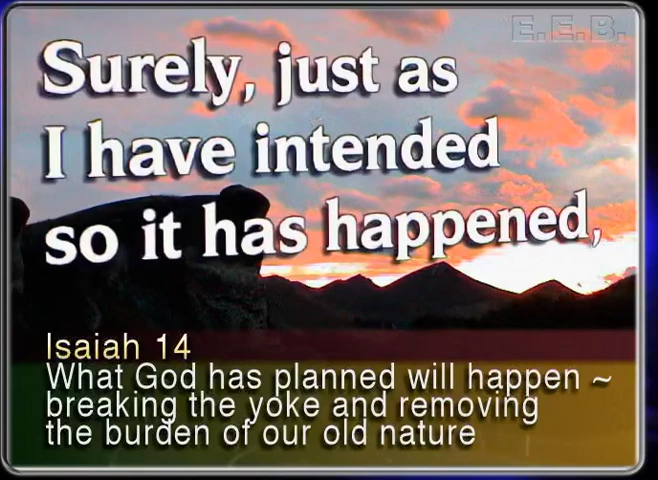 E.E.B.
Surely, just as
I have intended
so it has happened,
Isaiah 14
What God has planned will happen ~
breaking the yoke and removing
the burden of our old nature